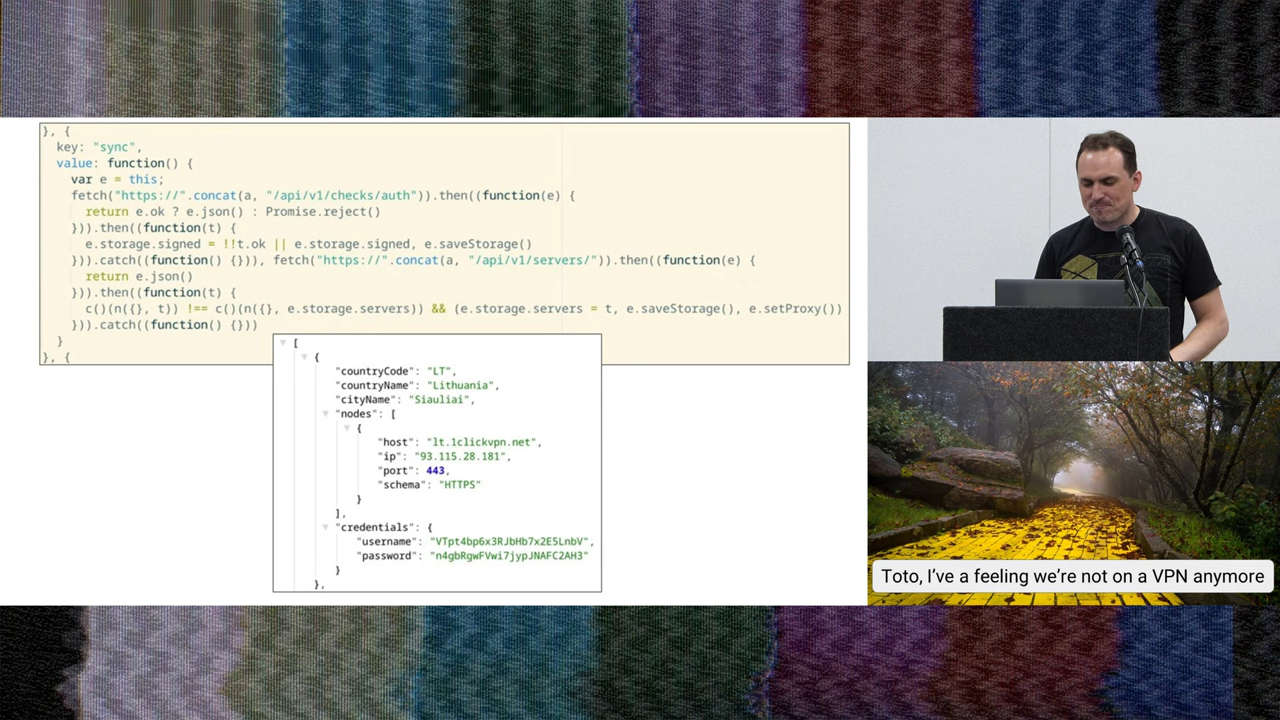 }, {
key: "sync",
value: function() {
var e = this;
fetch("https://".concat(a, "/api/v1/checks/auth")).then((function(e) {
return e.ok ? e.json() : Promise.reject()
})).then((function(t) {
e.storage.signed = !!t.ok || e.storage.signed, e.saveStorage()
})).catch((function() {})), fetch("https://".concat(a, "/api/v1/servers/")).then((function(e) {
return e.json()
})).then((function(t) {
c()(n({}, t)) !== c()(n({}, e.storage.servers)) && (e.storage.servers = t, e.saveStorage(), e.setProxy())
})).catch((function() {}))
}
}, {
[
{
"countryCode": "LT",
"countryName": "Lithuania",
"cityName": "Siauliai",
"nodes": [
{
"host": "lt.1clickvpn.net",
"ip": "93.115.28.181",
"port": 443,
"schema": "HTTPS"
}
],
"credentials": {
"username": "VTpt4bp6x3RJbHb7x2E5LnbV",
"password": "n4gbRgwFVwi7jypJNAFC2AH3"
}
},
Toto, I've a feeling we're not on a VPN anymore